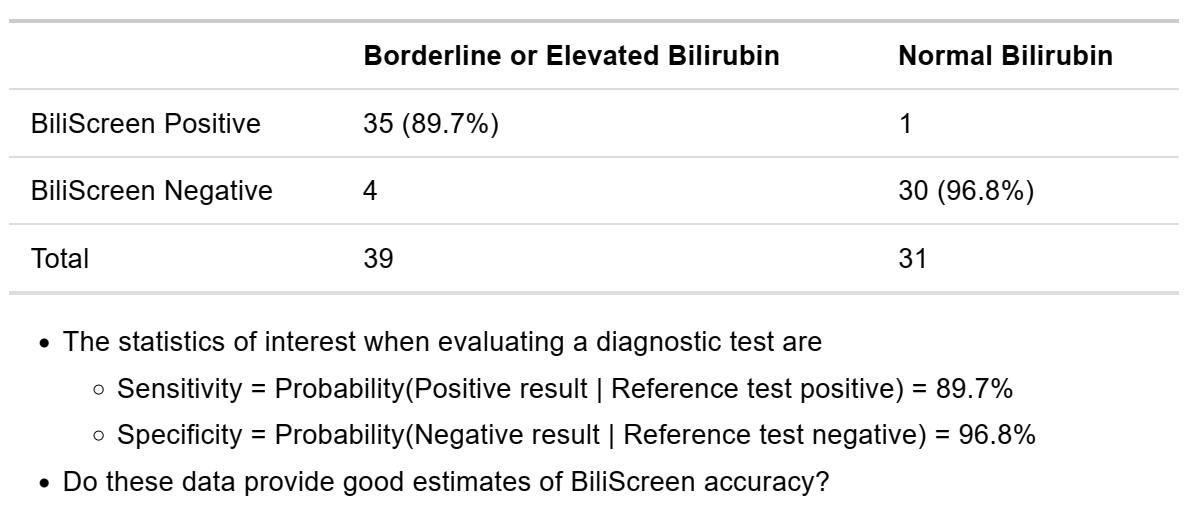 Borderline or Elevated Bilirubin Normal Bilirubin
BiliScreen Positive 35 (89.7%) 1
BiliScreen Negative 4 30 (96.8%)
Total 39 31
• The statistics of interest when evaluating a diagnostic test are
○ Sensitivity = Probability(Positive result | Reference test positive) = 89.7%
○ Specificity = Probability(Negative result | Reference test negative) = 96.8%
• Do these data provide good estimates of BiliScreen accuracy?